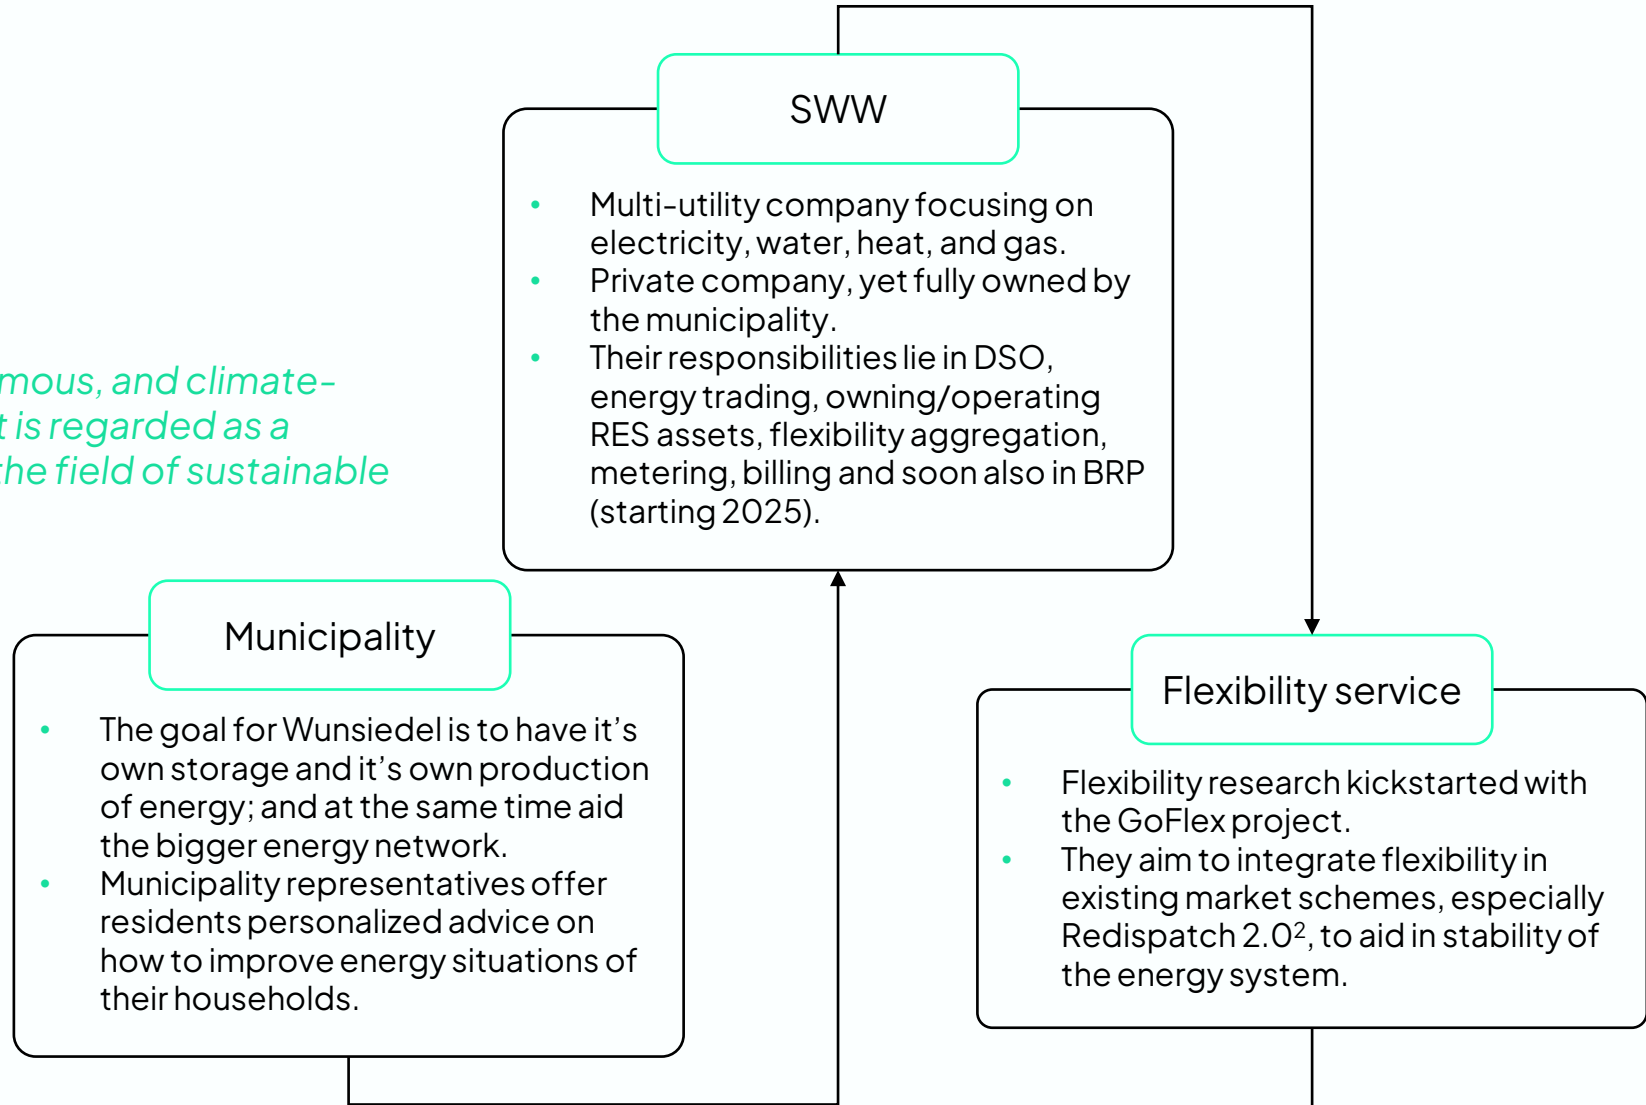 SWW
• Multi-utility company focusing on
electricity, water, heat, and gas.
• Private company, yet fully owned by
the municipality.
• Their responsibilities lie in DSO,
energy trading, owning/operating
RES assets, flexibility aggregation,
metering, billing and soon also in BRP
(starting 2025).
mous, and climate-
t is regarded as a
the field of sustainable
Municipality
• The goal for Wunsiedel is to have it’s
own storage and it’s own production
of energy; and at the same time aid
the bigger energy network.
• Municipality representatives offer
residents personalized advice on
how to improve energy situations of
their households.
Flexibility service
• Flexibility research kickstarted with
the GoFlex project.
• They aim to integrate flexibility in
existing market schemes, especially
Redispatch 2.0², to aid in stability of
the energy system.